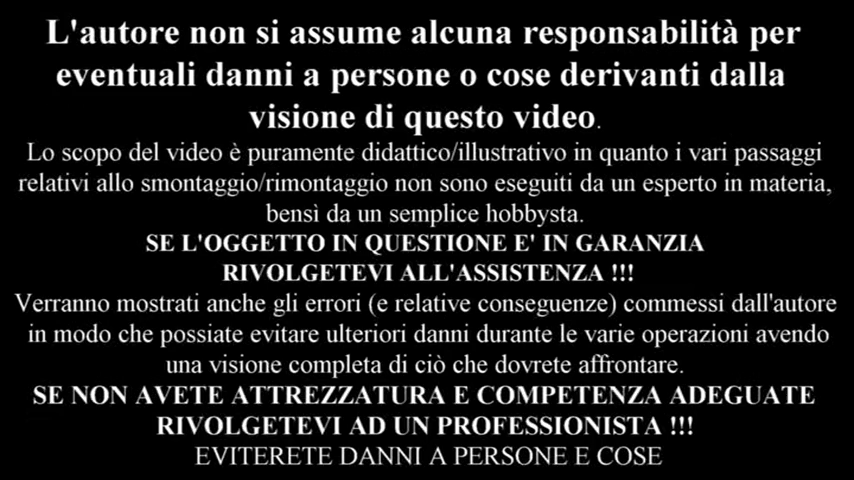 L'autore non si assume alcuna responsabilità per
eventuali danni a persone o cose derivanti dalla
visione di questo video.
Lo scopo del video è puramente didattico/illustrativo in quanto i vari passaggi
relativi allo smontaggio/rimontaggio non sono eseguiti da un esperto in materia,
bensì da un semplice hobbysta.
SE L'OGGETTO IN QUESTIONE E' IN GARANZIA
RIVOLGETEVI ALL'ASSISTENZA !!!
Verranno mostrati anche gli errori (e relative conseguenze) commessi dall'autore
in modo che possiate evitare ulteriori danni durante le varie operazioni avendo
una visione completa di ciò che dovrete affrontare.
SE NON AVETE ATTREZZATURA E COMPETENZA ADEGUATE
RIVOLGETEVI AD UN PROFESSIONISTA !!!
EVITERETE DANNI A PERSONE E COSE